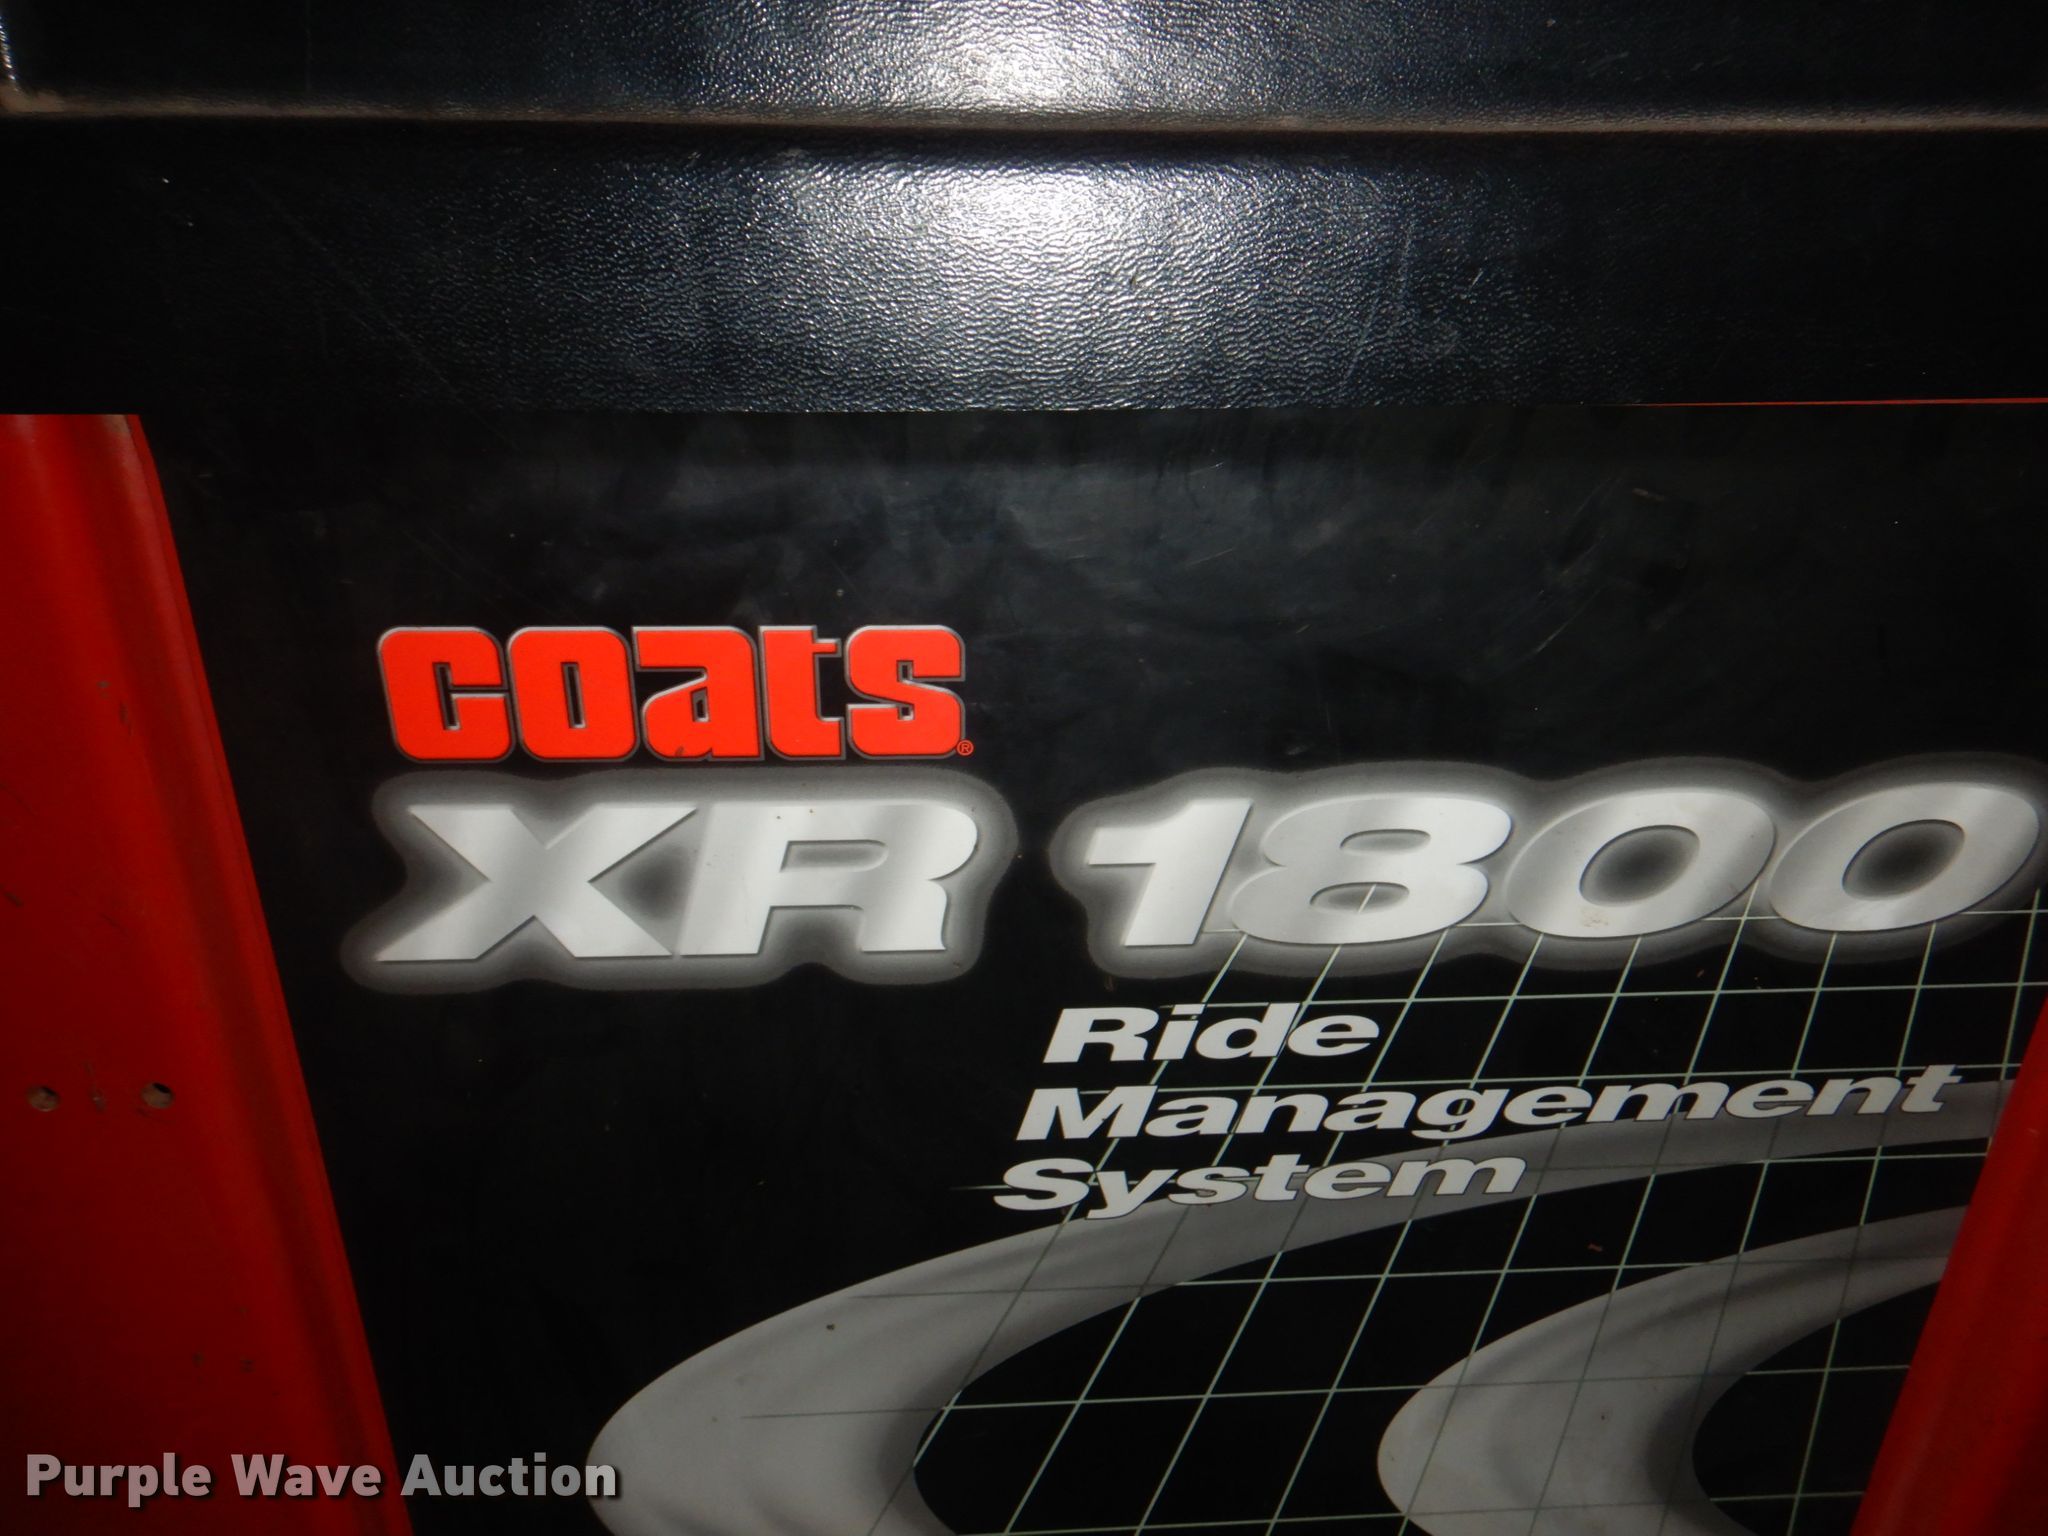 coats®
XR 1800
Ride
Management
System
Purple Wave Auction